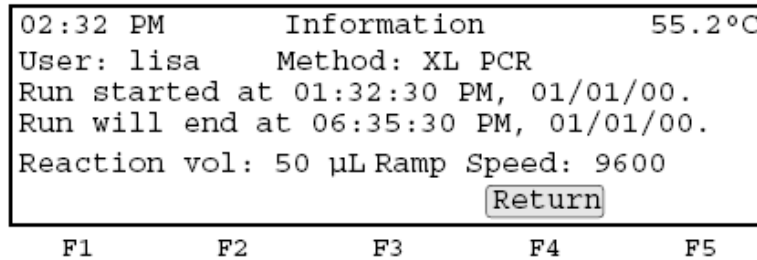 02:32 PM Information 55.2°C
User: lisa Method: XL PCR
Run started at 01:32:30 PM, 01/01/00.
Run will end at 06:35:30 PM, 01/01/00.
Reaction vol: 50 µL Ramp Speed: 9600
Return
F1 F2 F3 F4 F5